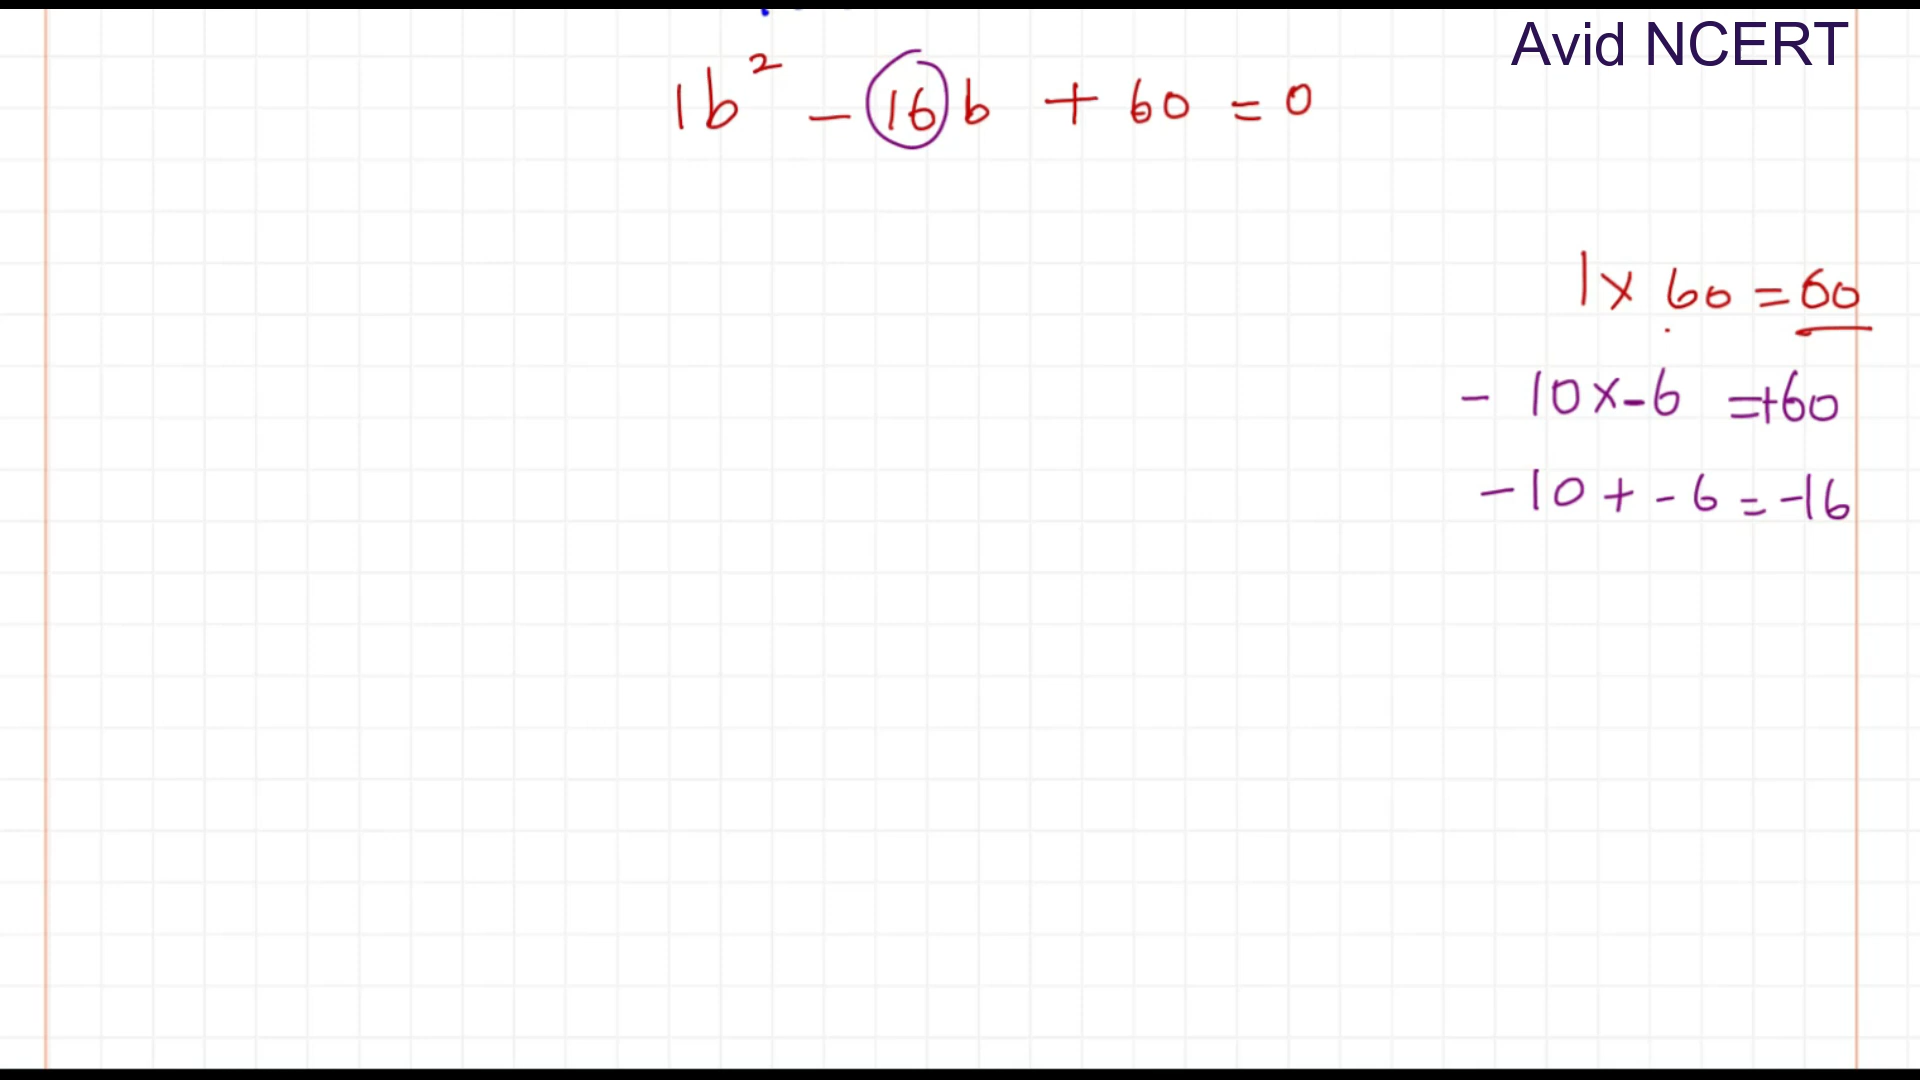 Avid NCERT
1b² - 16b + 60 = 0
1 × 60 = 60
- 10 × -6 = +60
-10 + -6 = -16